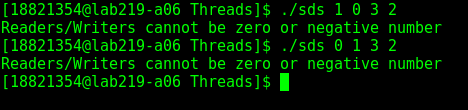 [18821354@lab219-a06 Threads]$ ./sds 1 0 3 2
Readers/Writers cannot be zero or negative number
[18821354@lab219-a06 Threads]$ ./sds 0 1 3 2
Readers/Writers cannot be zero or negative number
[18821354@lab219-a06 Threads]$